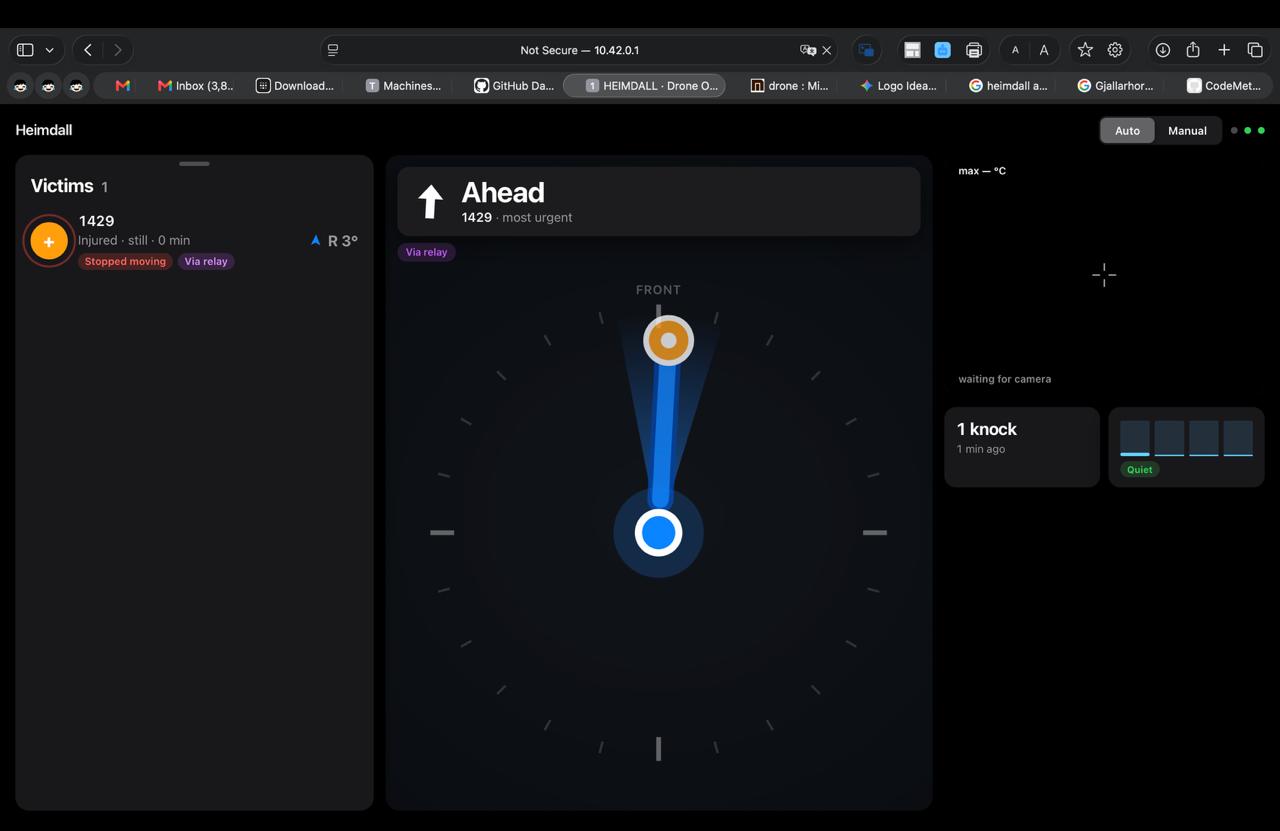 Not Secure — 10.42.0.1
A A
Inbox (3,8..
Download...
T Machines...
GitHub Da...
1 HEIMDALL · Drone O...
drone : Mi...
Logo Idea...
heimdall a...
Gjallarhor...
CodeMet...
Heimdall
Auto Manual
Victims 1
1429
Injured · still · 0 min
R 3°
Stopped moving Via relay
Ahead
1429 · most urgent
Via relay
FRONT
max — °C
waiting for camera
1 knock
1 min ago
Quiet